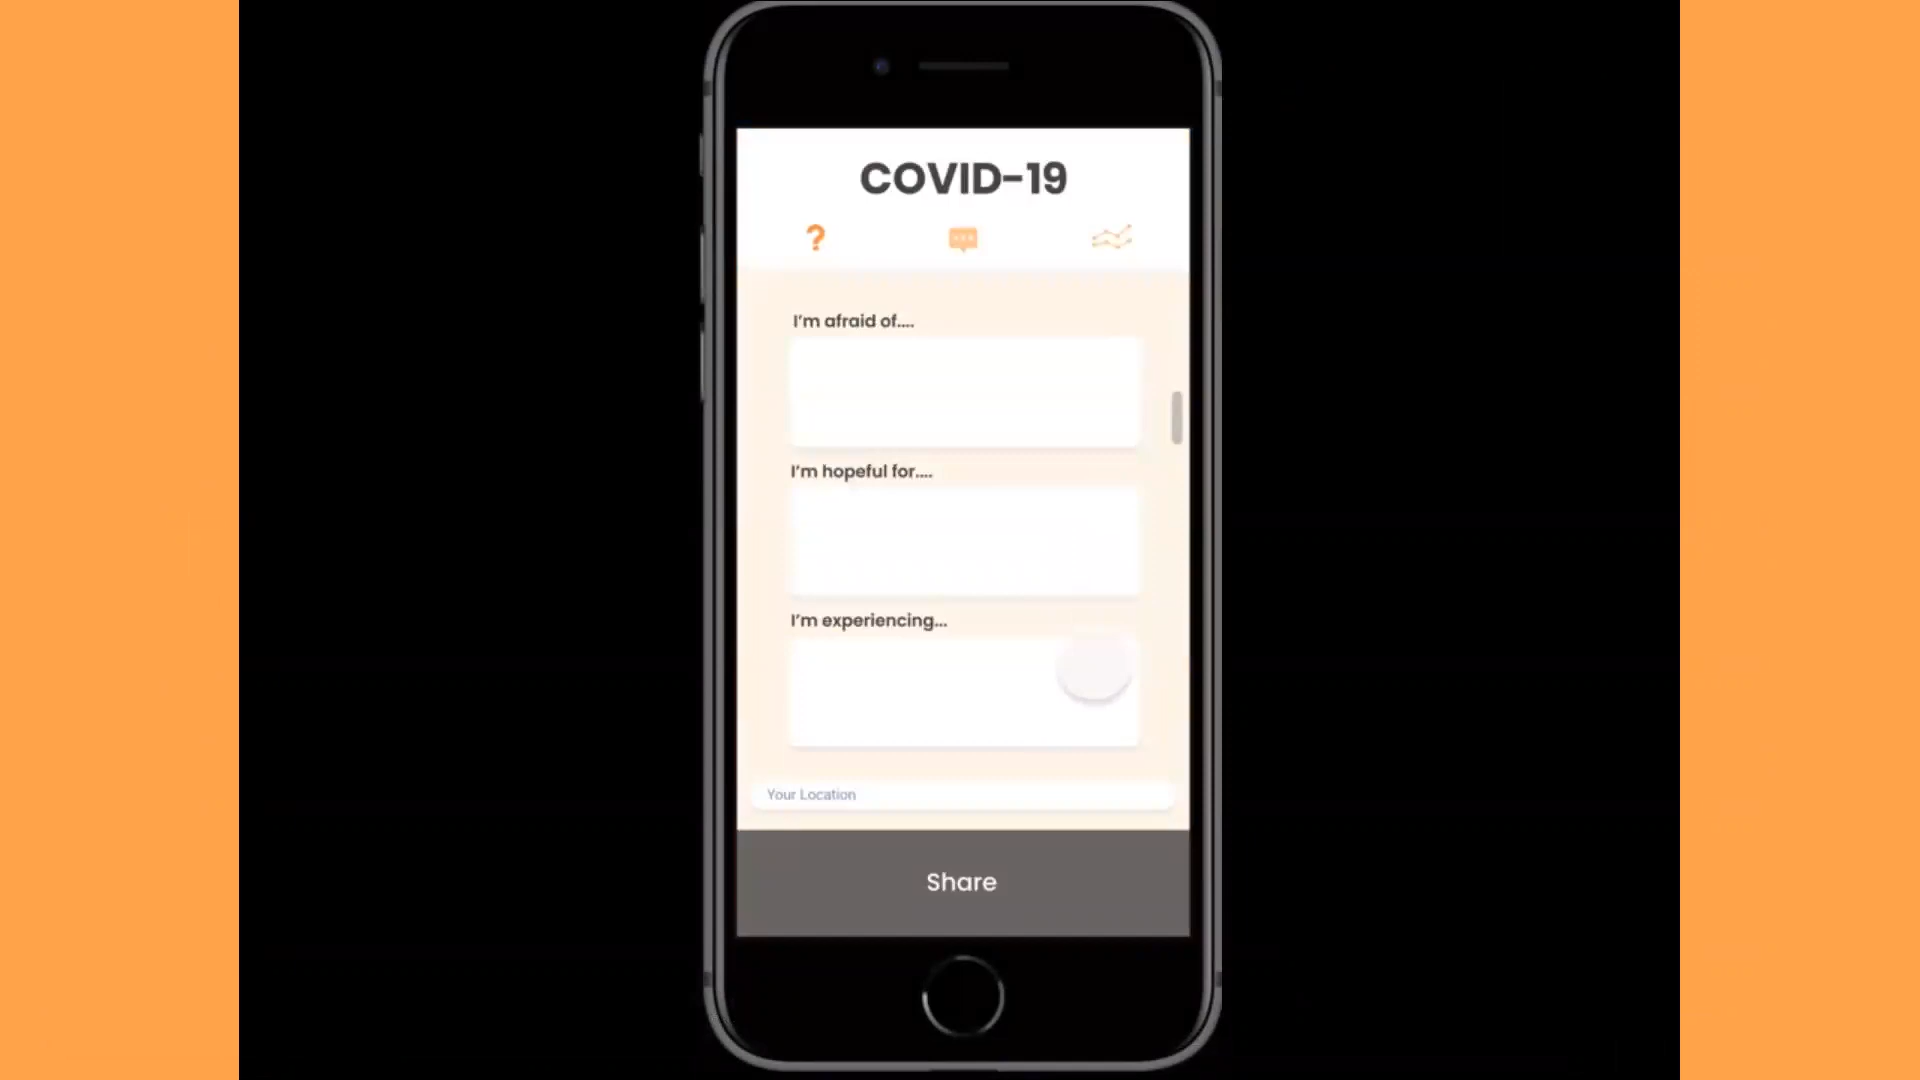 COVID-19
?
I'm afraid of....
I'm hopeful for....
I'm experiencing...
Your Location
Share